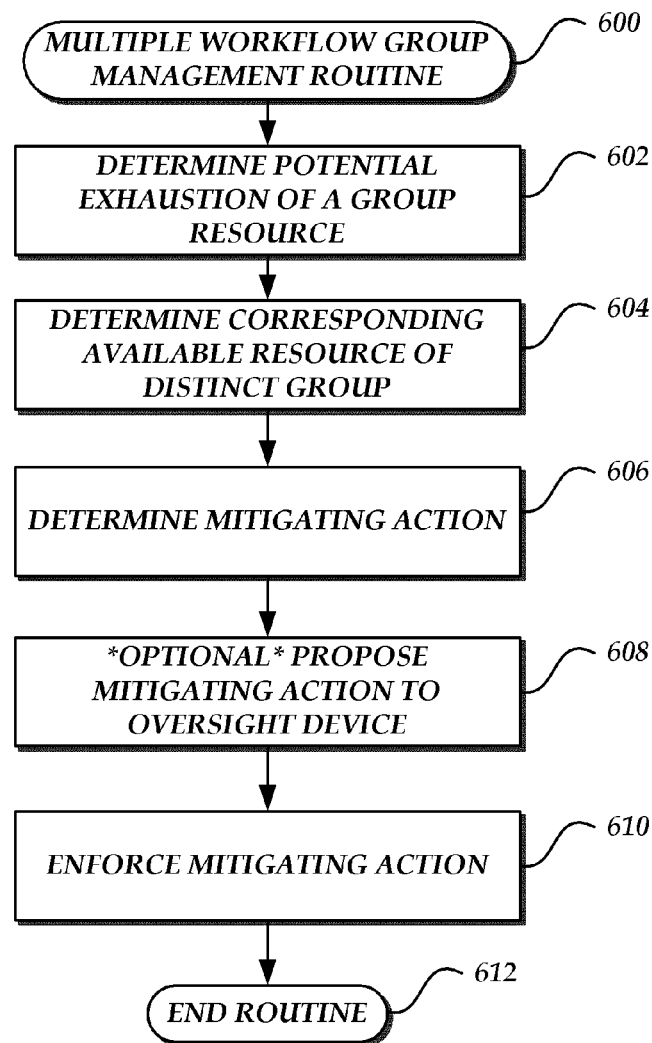 MULTIPLE WORKFLOW GROUP
MANAGEMENT ROUTINE
600
DETERMINE POTENTIAL
EXHAUSTION OF A GROUP
RESOURCE
602
DETERMINE CORRESPONDING
AVAILABLE RESOURCE OF
DISTINCT GROUP
604
DETERMINE MITIGATING ACTION
606
*OPTIONAL* PROPOSE
MITIGATING ACTION TO
OVERSIGHT DEVICE
608
ENFORCE MITIGATING ACTION
610
END ROUTINE
612